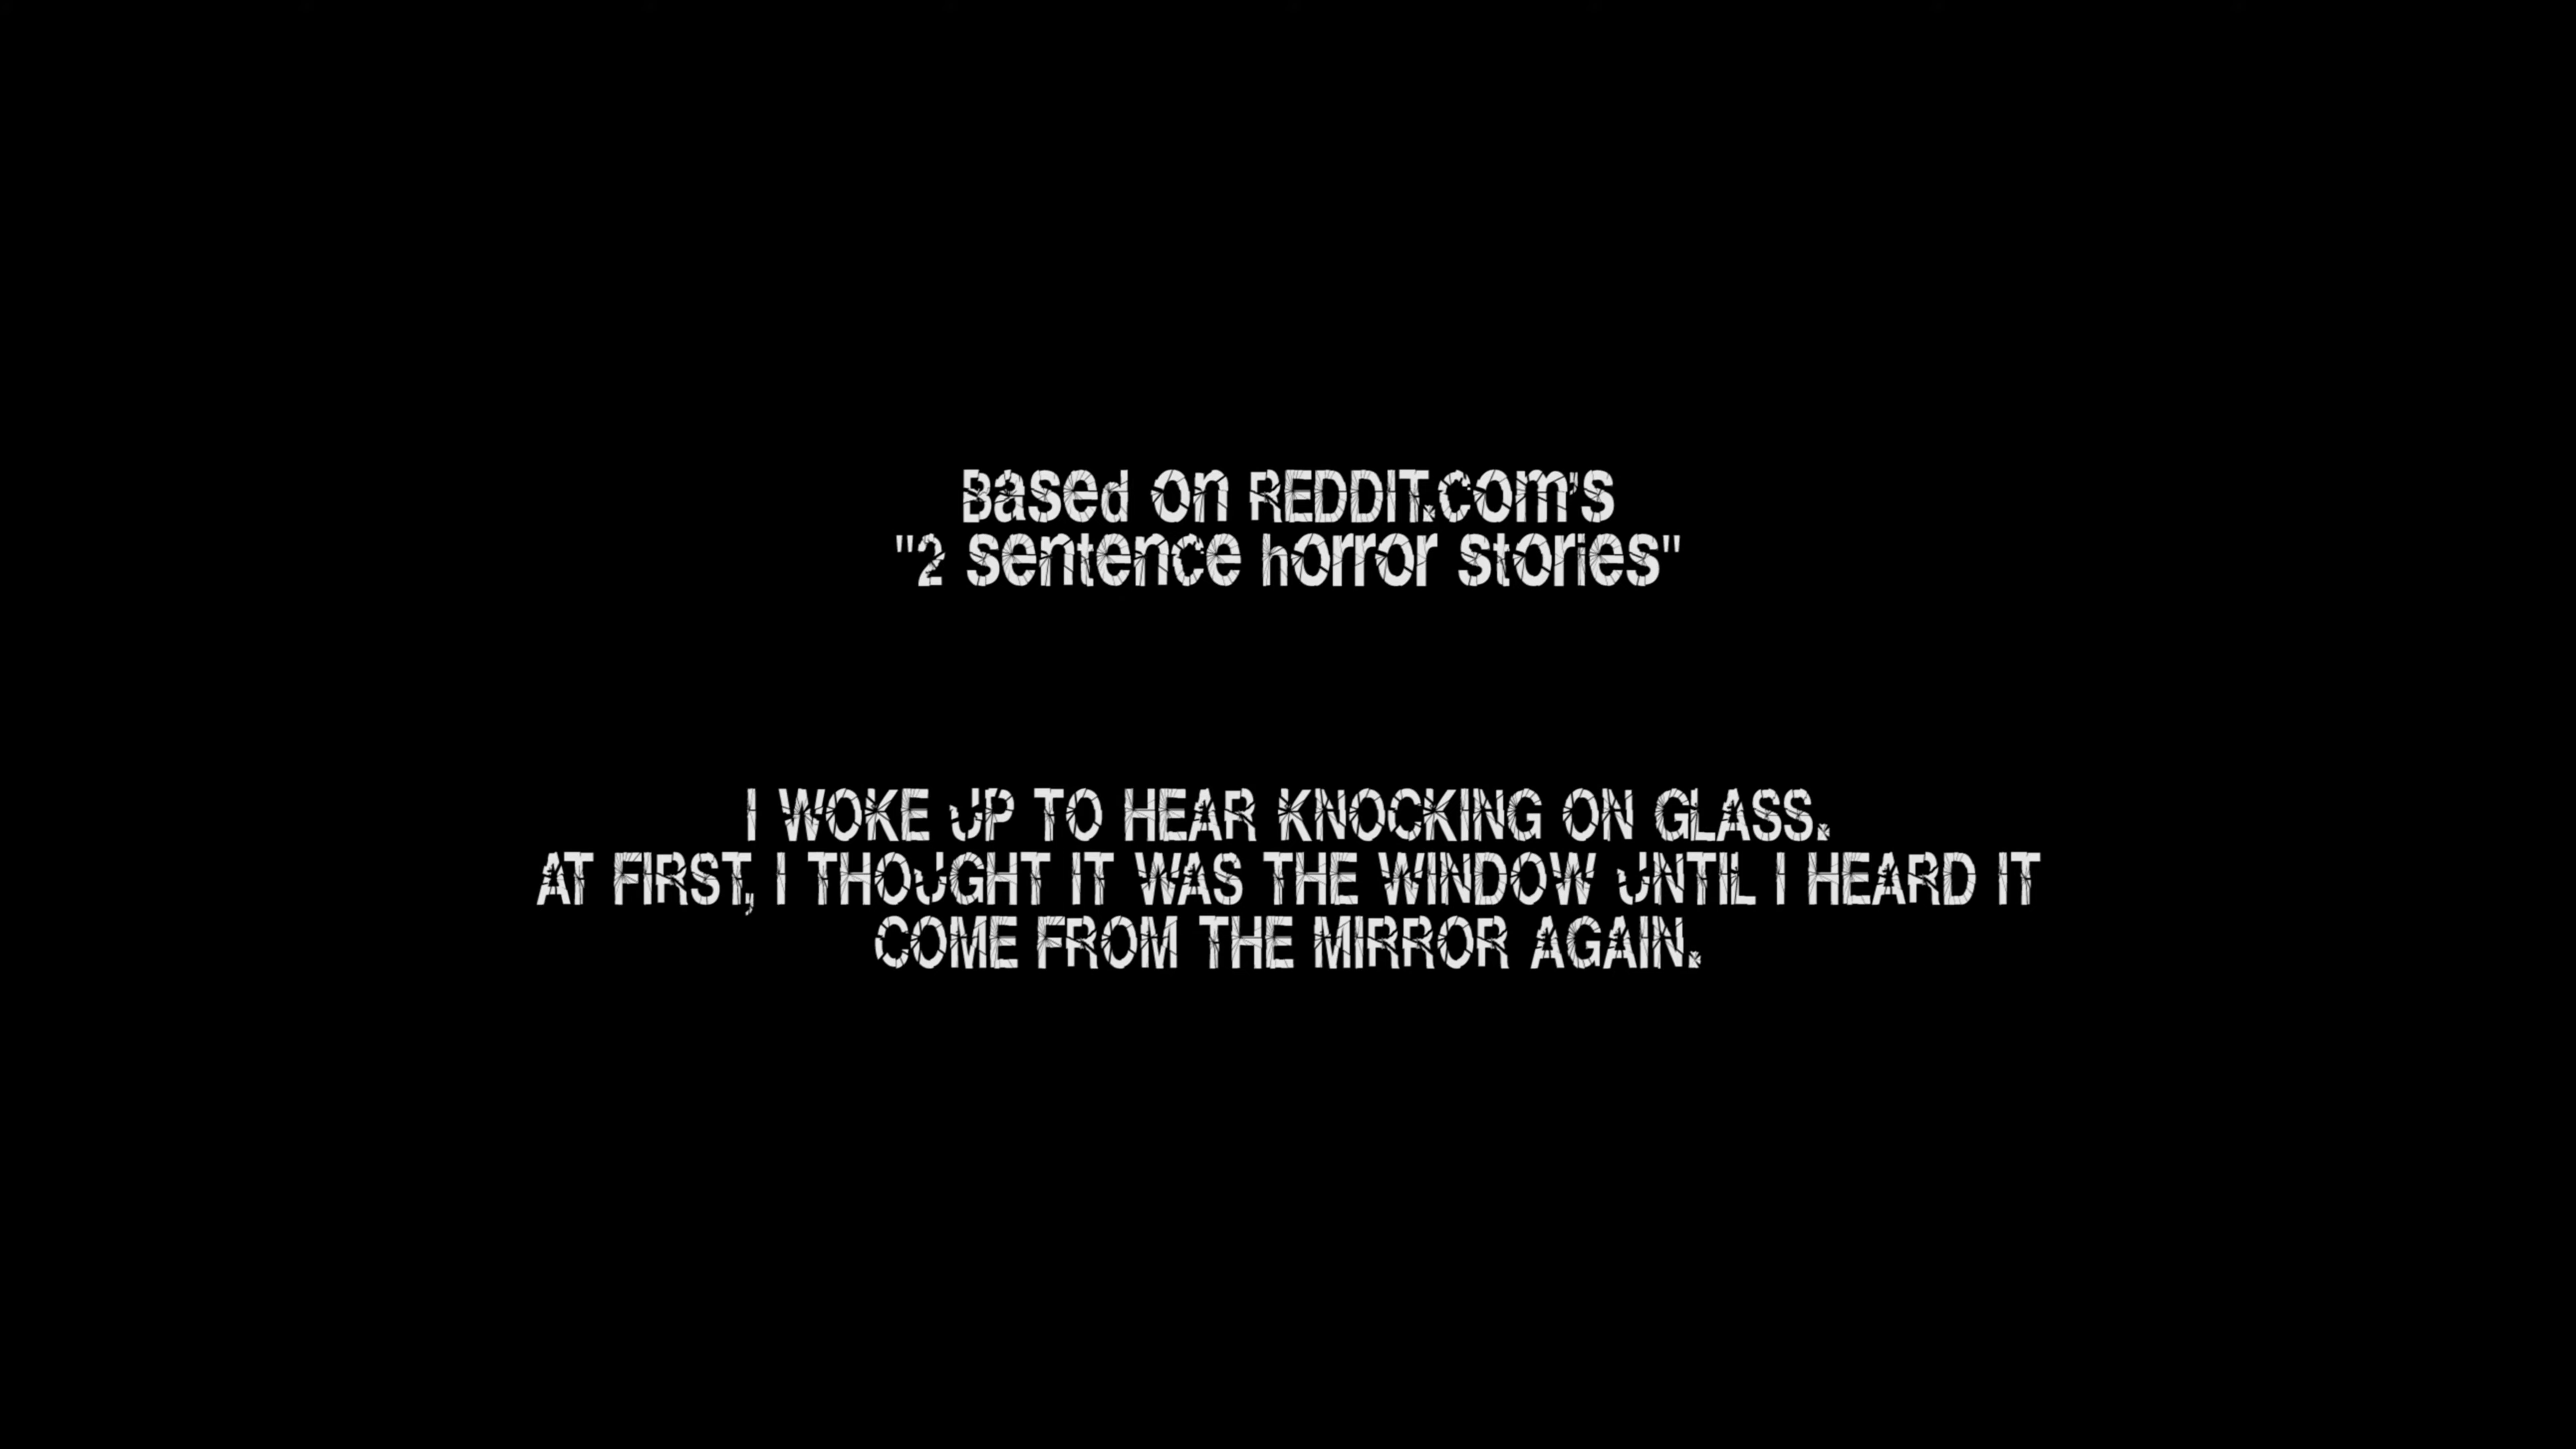 Based on REDDIT.com's
"2 sentence horror stories"
I WOKE UP TO HEAR KNOCKING ON GLASS.
AT FIRST, I THOUGHT IT WAS THE WINDOW UNTIL I HEARD IT
COME FROM THE MIRROR AGAIN.